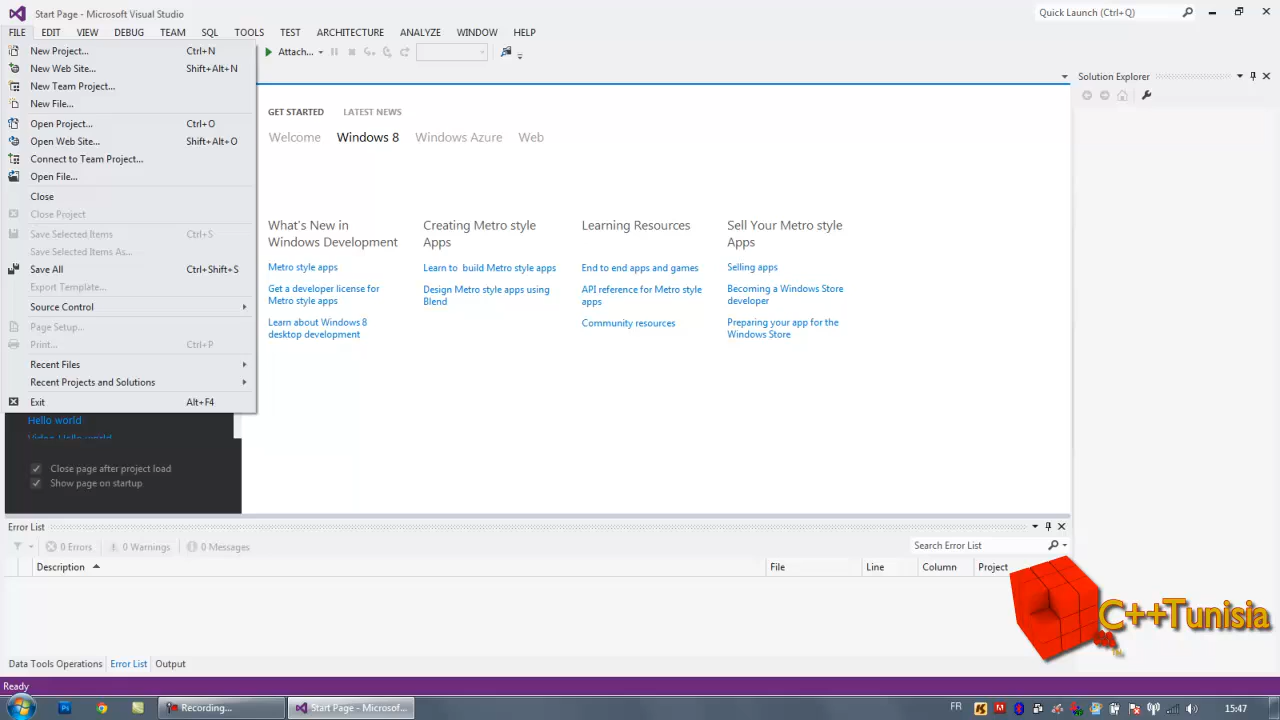 Start Page - Microsoft Visual Studio
Quick Launch (Ctrl+Q)
FILE EDIT VIEW DEBUG TEAM SQL TOOLS TEST ARCHITECTURE ANALYZE WINDOW HELP
Attach...
New Project... Ctrl+N
New Web Site... Shift+Alt+N
New Team Project...
New File...
Open Project... Ctrl+O
Open Web Site... Shift+Alt+O
Connect to Team Project...
Open File...
Close
Close Project
Save Selected Items Ctrl+S
Save Selected Items As...
Save All Ctrl+Shift+S
Export Template...
Source Control
Page Setup...
Print... Ctrl+P
Recent Files
Recent Projects and Solutions
Exit Alt+F4
Hello world
Video Hello world
Close page after project load
Show page on startup
GET STARTED LATEST NEWS
Welcome Windows 8 Windows Azure Web
What's New in
Windows Development
Metro style apps
Get a developer license for
Metro style apps
Learn about Windows 8
desktop development
Creating Metro style
Apps
Learn to build Metro style apps
Design Metro style apps using
Blend
Learning Resources
End to end apps and games
API reference for Metro style
apps
Community resources
Sell Your Metro style
Apps
Selling apps
Becoming a Windows Store
developer
Preparing your app for the
Windows Store
Solution Explorer
Error List
0 Errors 0 Warnings 0 Messages
Search Error List
Description File Line Column Project
C++Tunisia
Data Tools Operations Error List Output
Ready
Recording...
Start Page - Microsof...
FR
15:47